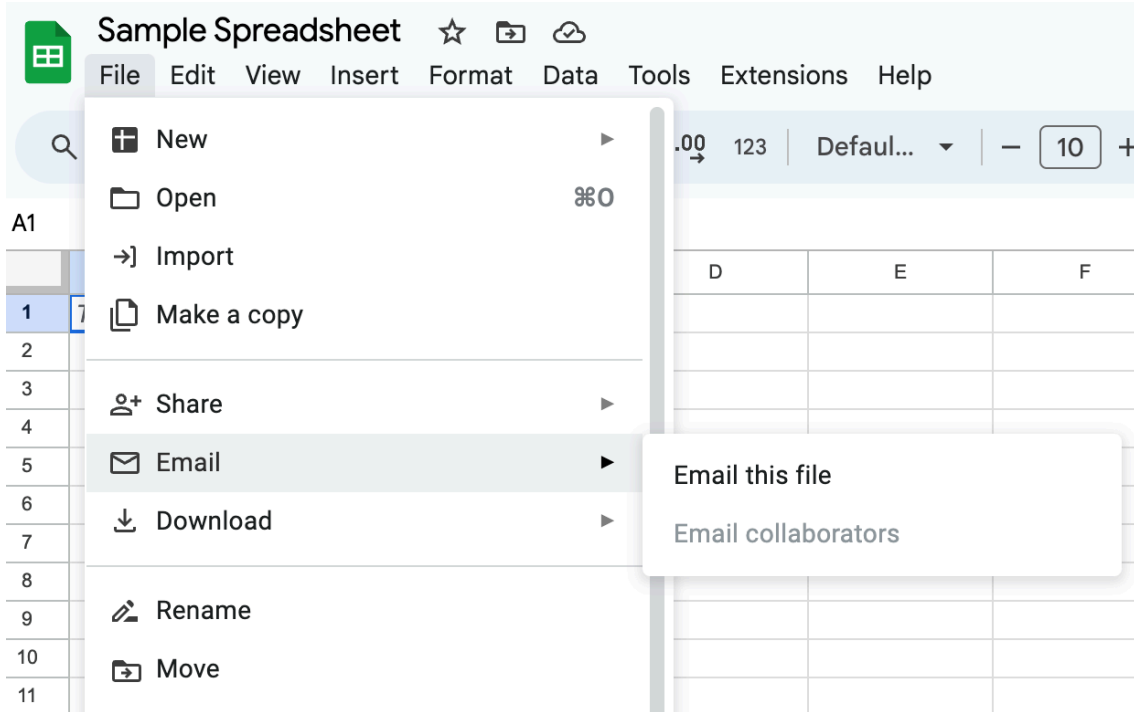 Sample Spreadsheet
File Edit View Insert Format Data Tools Extensions Help
.00 123 Defaul... 10
New
Open ⌘O
Import
Make a copy
Share
Email
Download
Rename
Move
Email this file
Email collaborators
A1
D E F
1
2
3
4
5
6
7
8
9
10
11